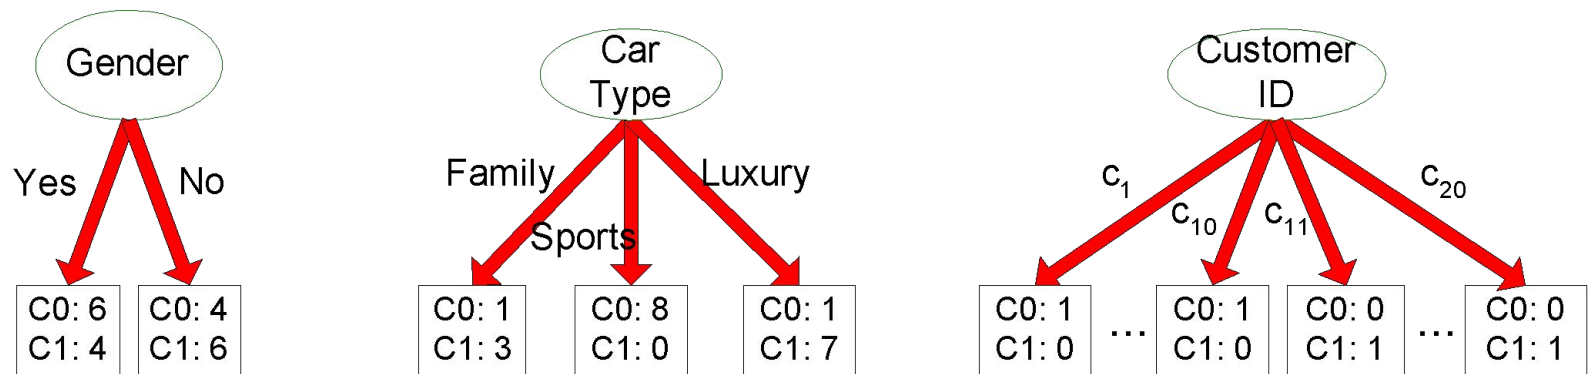 Gender
Yes
No
C0: 6
C1: 4
C0: 4
C1: 6
Car
Type
Family
Sports
Luxury
C0: 1
C1: 3
C0: 8
C1: 0
C0: 1
C1: 7
Customer
ID
c1
c10
c11
c20
C0: 1
C1: 0
...
C0: 1
C1: 0
C0: 0
C1: 1
...
C0: 0
C1: 1